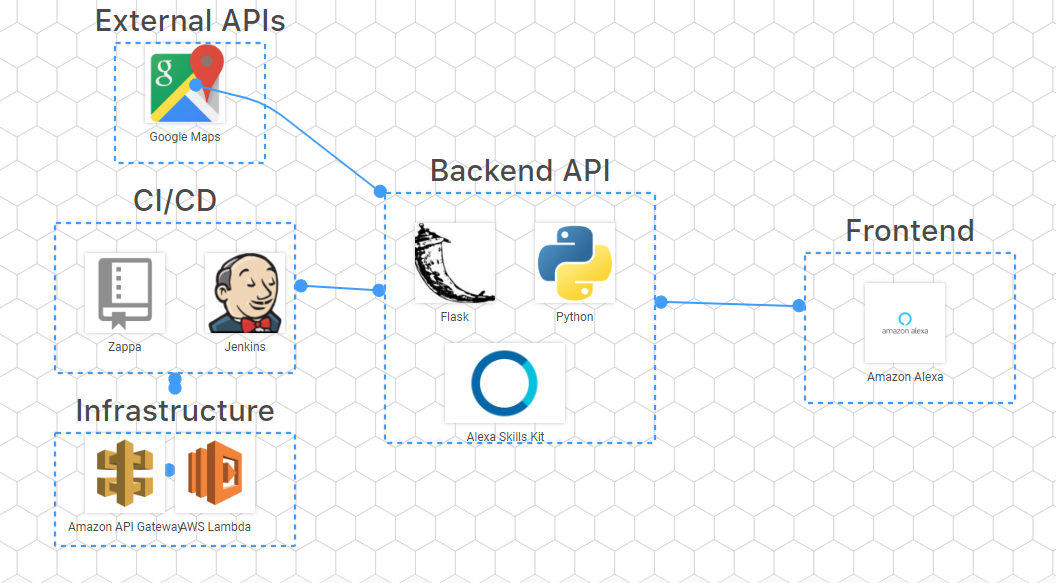 External APIs
g
Google Maps
CI/CD
Zappa
Jenkins
Infrastructure
Amazon API Gateway
AWS Lambda
Backend API
Flask
Python
Alexa Skills Kit
Frontend
amazon alexa
Amazon Alexa